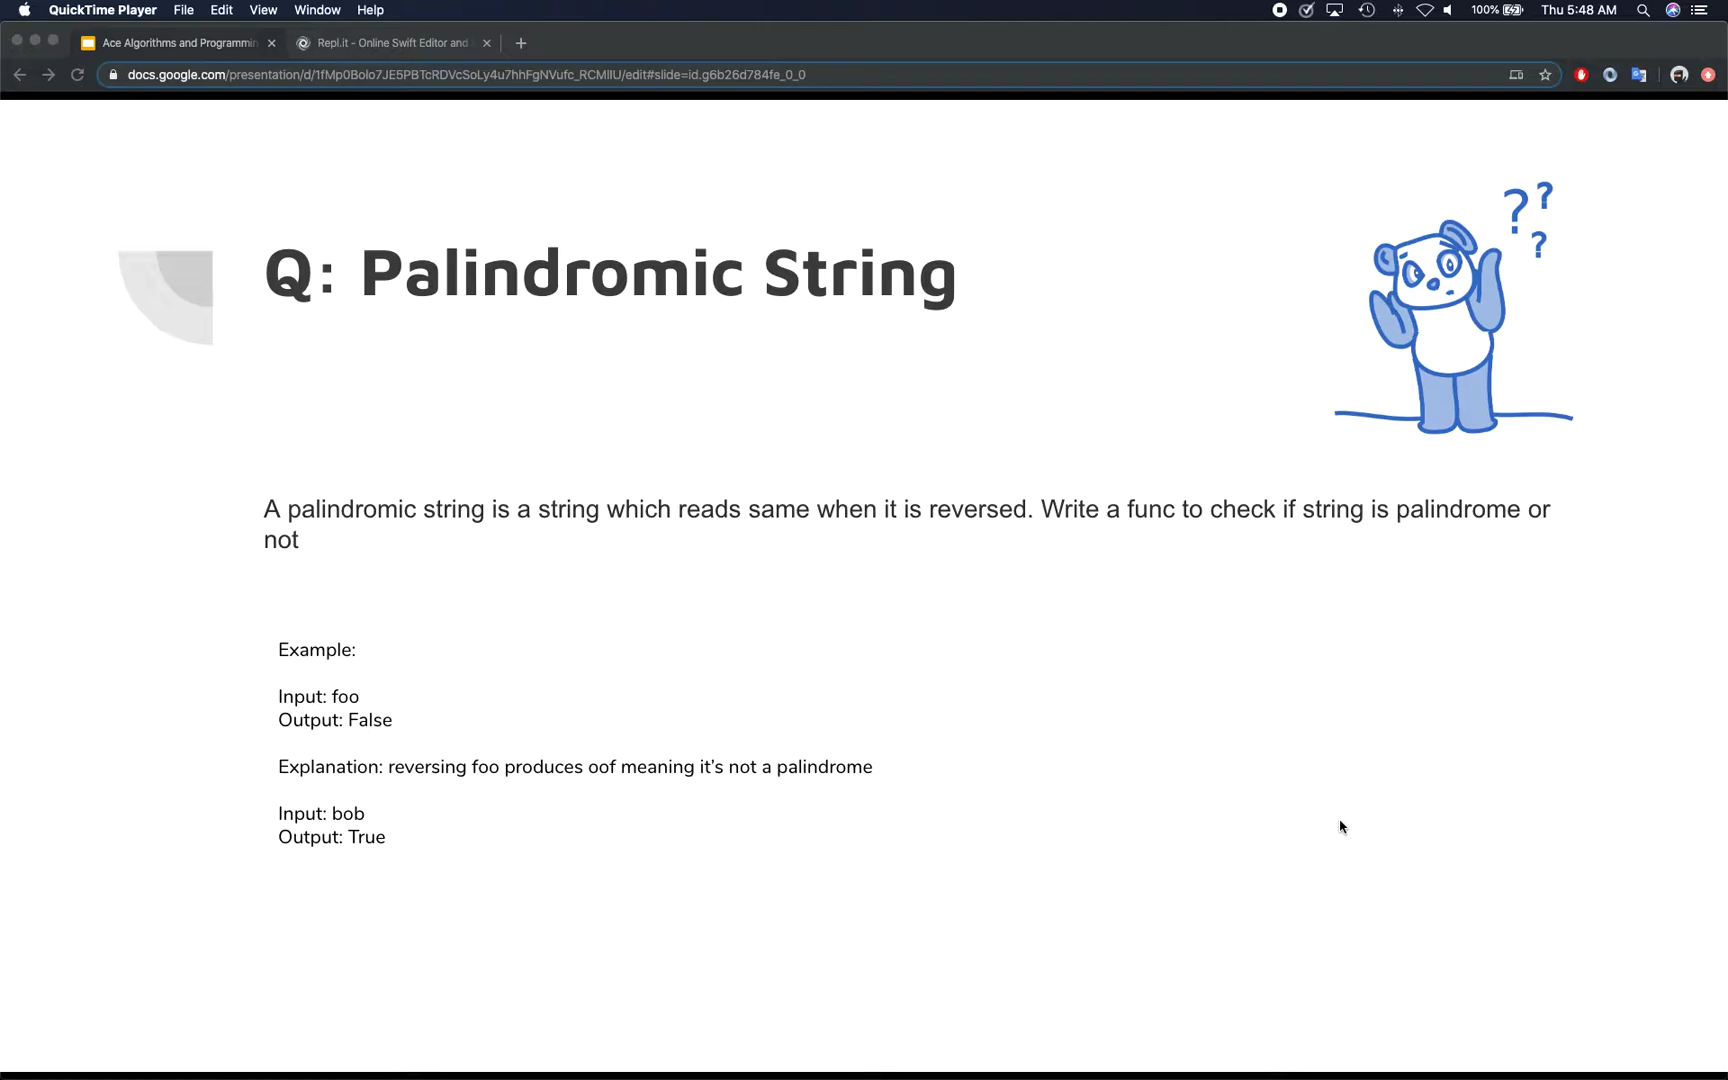 QuickTime Player File Edit View Window Help 100% Thu 5:48 AM
Ace Algorithms and Programmin Repl.it - Online Swift Editor and
docs.google.com/presentation/d/1fMp0Bolo7JE5PBTcRDVcSoLy4u7hhFgNVufc_RCMlIU/edit#slide=id.g6b26d784fe_0_0
? ?
?
Q: Palindromic String
A palindromic string is a string which reads same when it is reversed. Write a func to check if string is palindrome or
not
Example:
Input: foo
Output: False
Explanation: reversing foo produces oof meaning it’s not a palindrome
Input: bob
Output: True